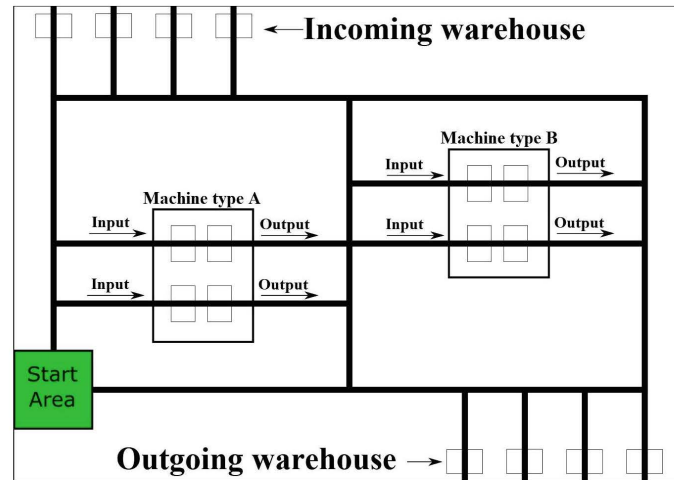 Incoming warehouse
Machine type B
Input
Output
Machine type A
Input
Output
Input
Output
Input
Output
Start
Area
Outgoing warehouse